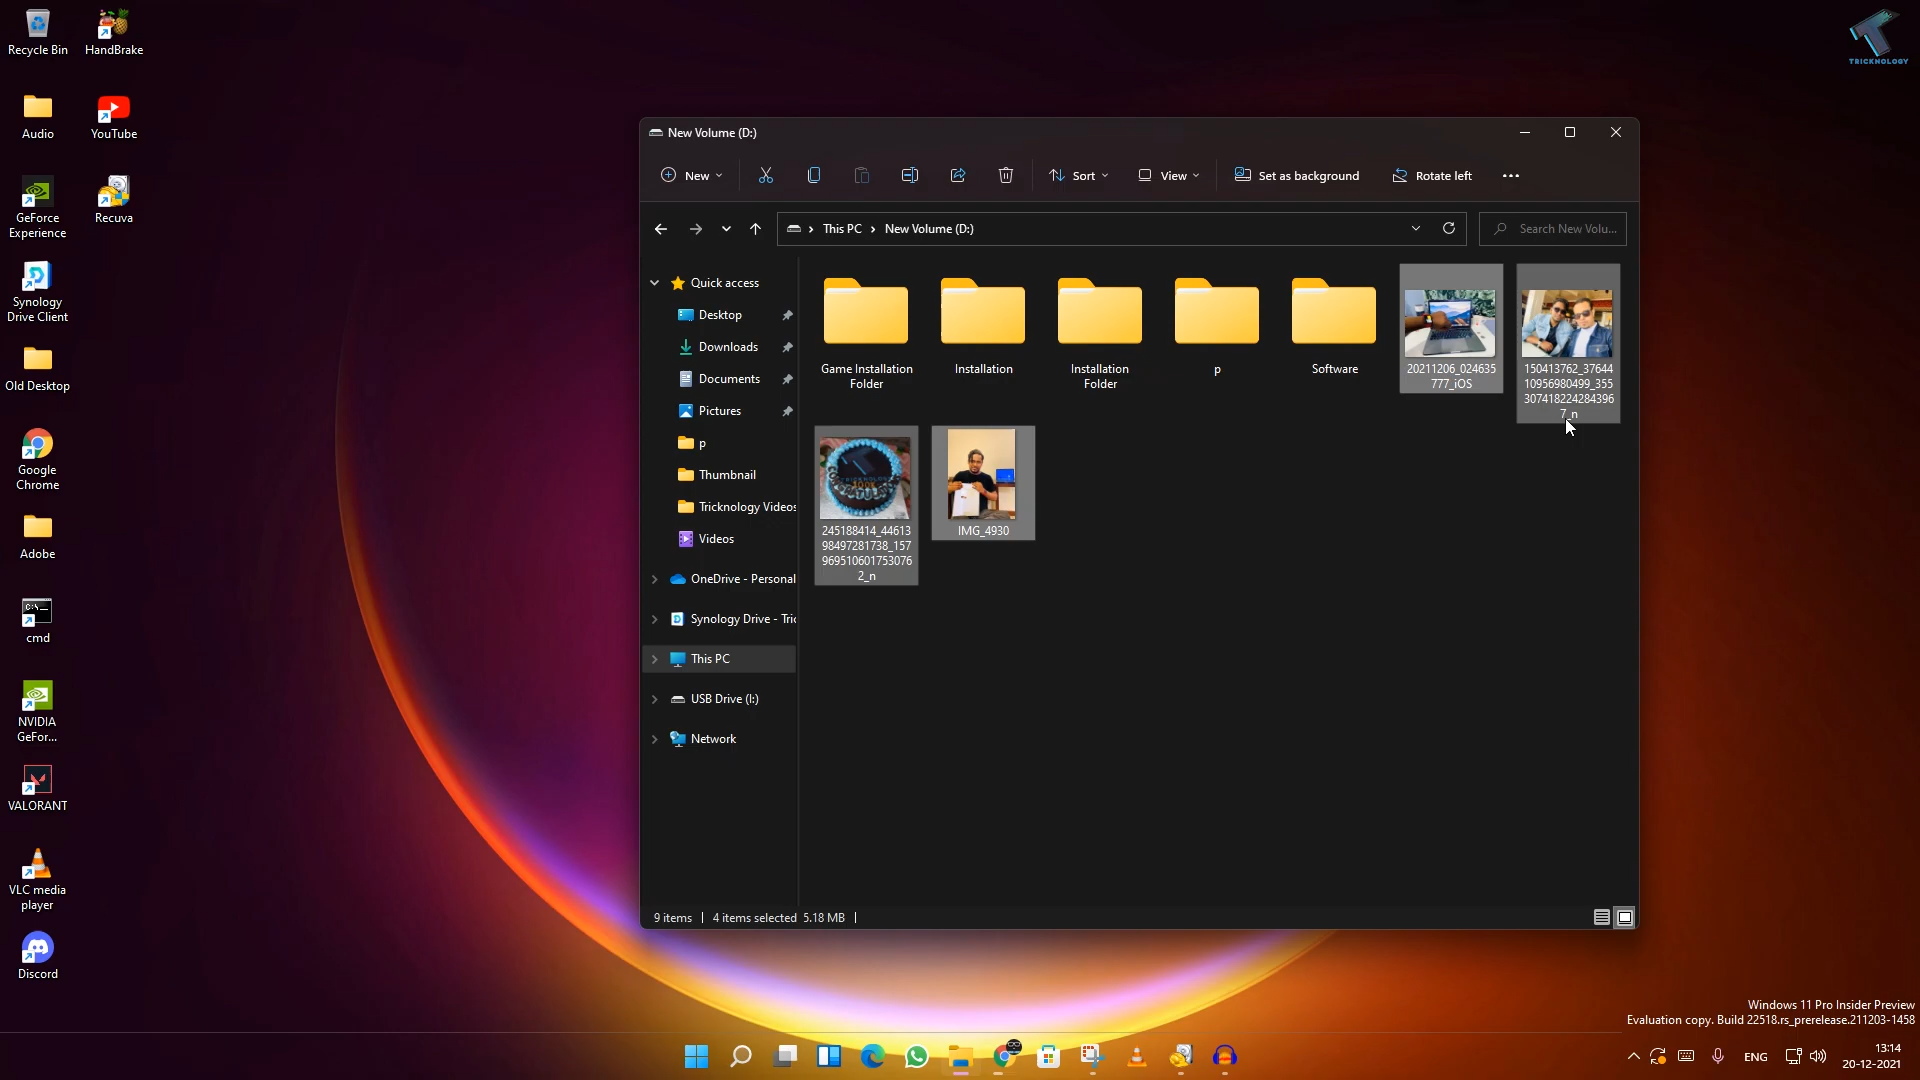 Recycle Bin
HandBrake
Audio
YouTube
GeForce
Experience
Recuva
Synology
Drive Client
Old Desktop
Google
Chrome
Adobe
cmd
NVIDIA
GeFor...
VALORANT
VLC media
player
Discord
TRICKNOLOGY
New Volume (D:)
New
Sort
View
Set as background
Rotate left
This PC
New Volume (D:)
Search New Volu...
Quick access
Desktop
Downloads
Documents
Pictures
p
Thumbnail
Tricknology Videos
Videos
OneDrive - Personal
Synology Drive - Tric
This PC
USB Drive (I:)
Network
Game Installation
Folder
Installation
Installation
Folder
p
Software
20211206_024635
777_iOS
150413762_37644
10956980499_355
307418224284396
7_n
245188414_44613
98497281738_157
969510601753076
2_n
IMG_4930
9 items
4 items selected 5.18 MB
Windows 11 Pro Insider Preview
Evaluation copy. Build 22518.rs_prerelease.211203-1458
ENG
13:14
20-12-2021